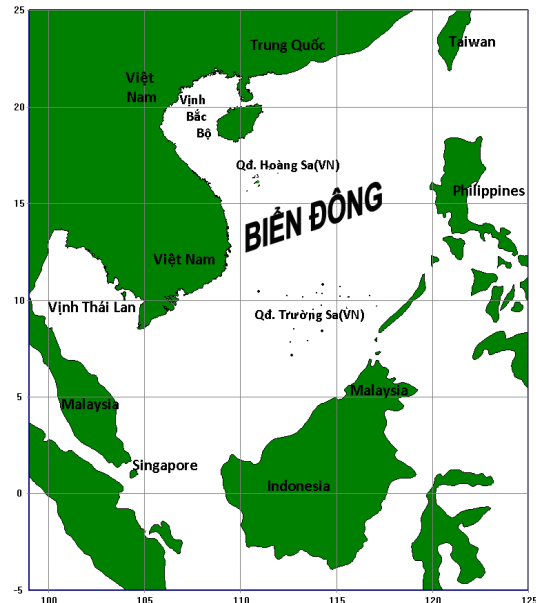 25
Trung Quốc
Taiwan
Việt
Nam
Vịnh
Bắc
Bộ
20
Qđ. Hoàng Sa(VN)
Philippines
15
BIỂN ĐÔNG
Việt Nam
10
Vịnh Thái Lan
Qđ. Trường Sa(VN)
5
Malaysia
Malaysia
Singapore
Indonesia
0
-5
100
105
110
115
120
125